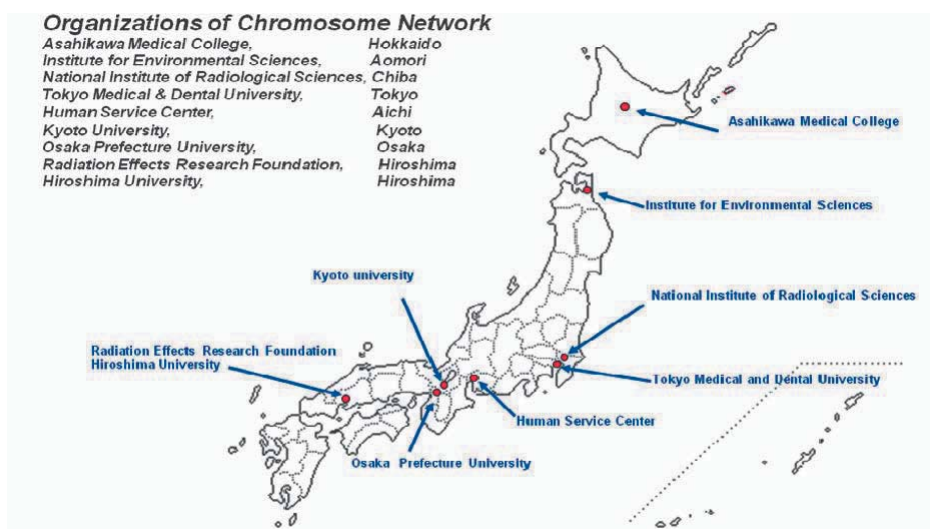 Organizations of Chromosome Network
Asahikawa Medical College, Hokkaido
Institute for Environmental Sciences, Aomori
National Institute of Radiological Sciences, Chiba
Tokyo Medical & Dental University, Tokyo
Human Service Center, Aichi
Kyoto University, Kyoto
Osaka Prefecture University, Osaka
Radiation Effects Research Foundation, Hiroshima
Hiroshima University, Hiroshima
Asahikawa Medical College
Institute for Environmental Sciences
Kyoto university
National Institute of Radiological Sciences
Radiation Effects Research Foundation
Hiroshima University
Tokyo Medical and Dental University
Human Service Center
Osaka Prefecture University